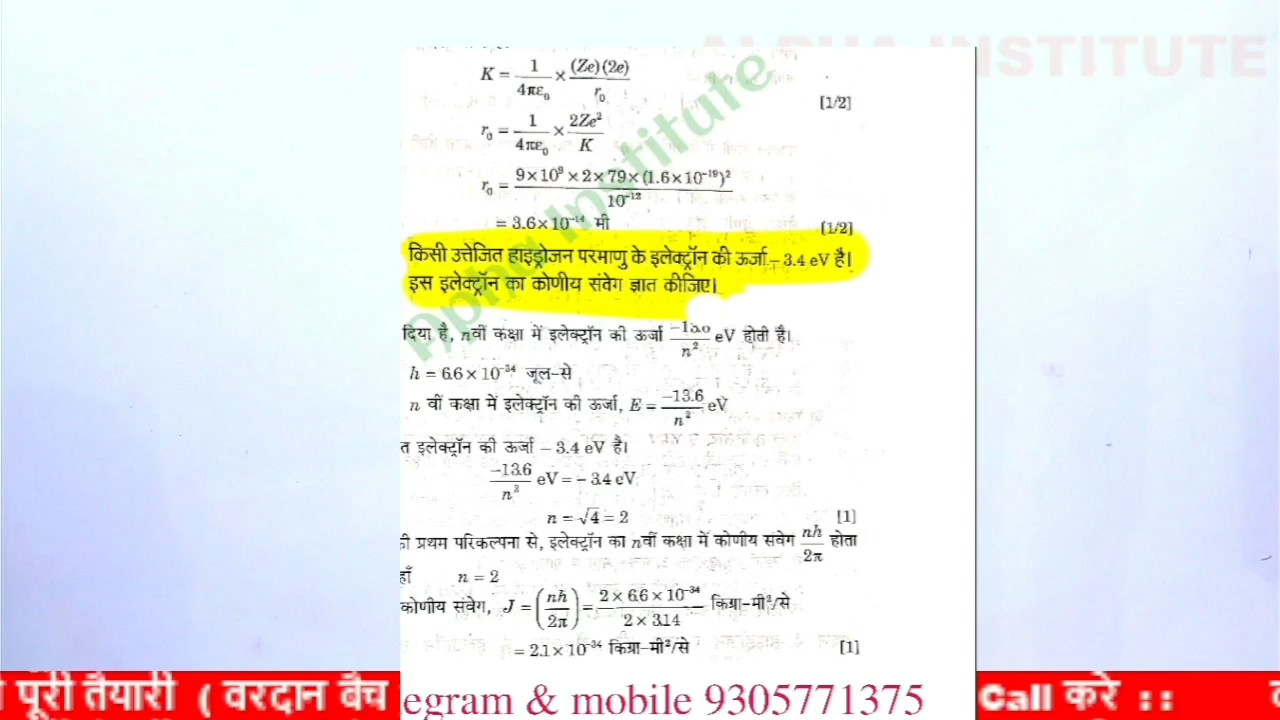 ALPHA INSTITUTE
K = 1/4πε₀ × (Ze)(2e)/r₀
[1/2]
r₀ = 1/4πε₀ × 2Ze²/K
r₀ = 9×10⁹ × 2 × 79 × (1.6×10⁻¹⁹)²/10⁻¹²
= 3.6×10⁻¹⁴ मी [1/2]
किसी उत्तेजित हाइड्रोजन परमाणु के इलेक्ट्रॉन की ऊर्जा – 3.4 eV है।
इस इलेक्ट्रॉन का कोणीय संवेग ज्ञात कीजिए।
दिया है, nवीं कक्षा में इलेक्ट्रॉन की ऊर्जा /n² eV होती है।
h = 6.6 × 10⁻³⁴ जूल-से
n वीं कक्षा में इलेक्ट्रॉन की ऊर्जा, E = –13.6/n² eV
त इलेक्ट्रॉन की ऊर्जा – 3.4 eV है।
–13.6/n² eV = – 3.4 eV
n = √4 = 2 [1]
की प्रथम परिकल्पना से, इलेक्ट्रॉन का nवीं कक्षा में कोणीय संवेग nh/2π होता
हाँ n = 2
कोणीय संवेग, J = (nh/2π) = 2 × 6.6 × 10⁻³⁴/2 × 3.14 किग्रा-मी²/से
= 2.1 × 10⁻³⁴ किग्रा-मी²/से [1]
Apha Institute
पूरी तैयारी ( वरदान बैच egram & mobile 9305771375 Call करे : :